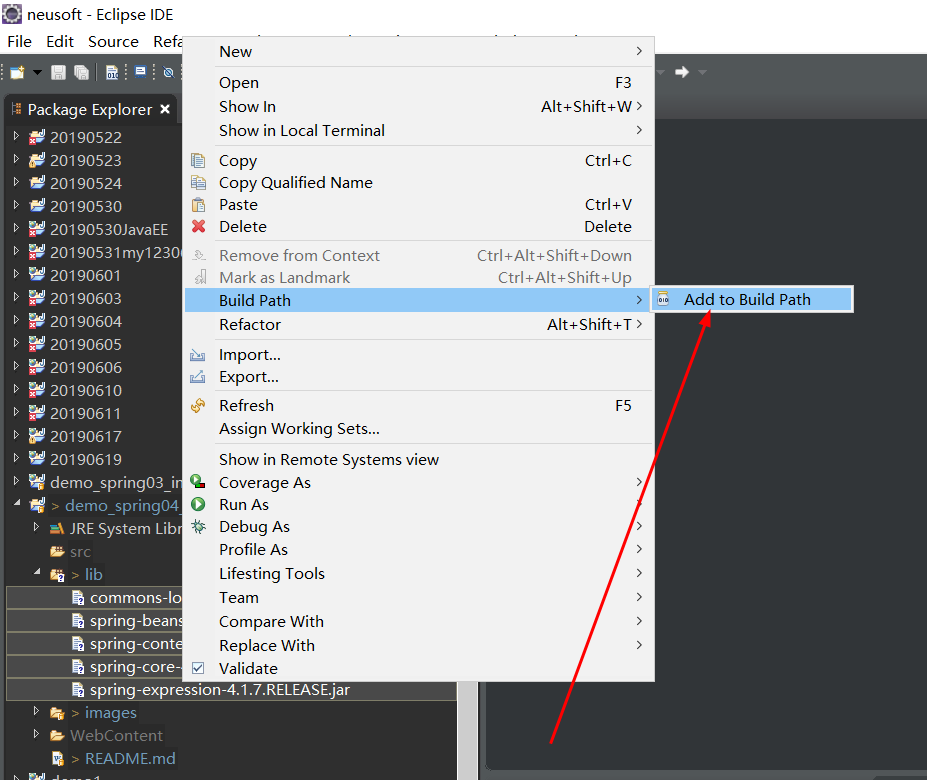 neusoft - Eclipse IDE
File Edit Source Refa
Package Explorer
20190522
20190523
20190524
20190530
20190530JavaEE
20190531my1230
20190601
20190603
20190604
20190605
20190606
20190610
20190611
20190617
20190619
demo_spring03_in
> demo_spring04_
JRE System Libr
src
> lib
commons-lo
spring-beans
spring-conte
spring-core-
spring-expression-4.1.7.RELEASE.jar
> images
WebContent
> README.md
demo1
New
Open F3
Show In Alt+Shift+W
Show in Local Terminal
Copy Ctrl+C
Copy Qualified Name
Paste Ctrl+V
Delete Delete
Remove from Context Ctrl+Alt+Shift+Down
Mark as Landmark Ctrl+Alt+Shift+Up
Build Path
Refactor Alt+Shift+T
Import...
Export...
Refresh F5
Assign Working Sets...
Show in Remote Systems view
Coverage As
Run As
Debug As
Profile As
Lifesting Tools
Team
Compare With
Replace With
Validate
Add to Build Path